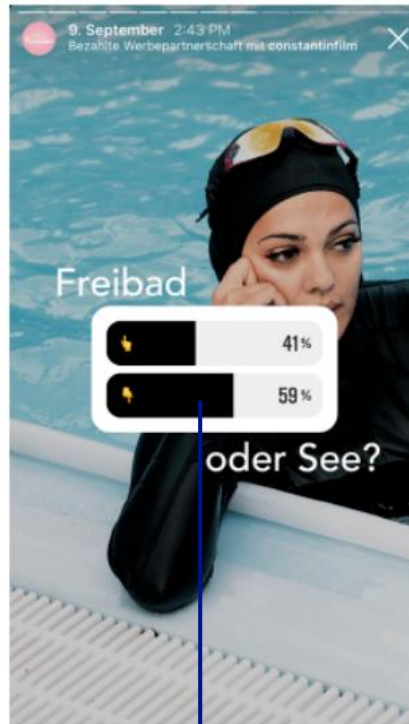 9. September 2:43 PM
Bezahlte Werbepartnerschaft mit constantinfilm
Freibad
👆 41%
👇 59%
oder See?